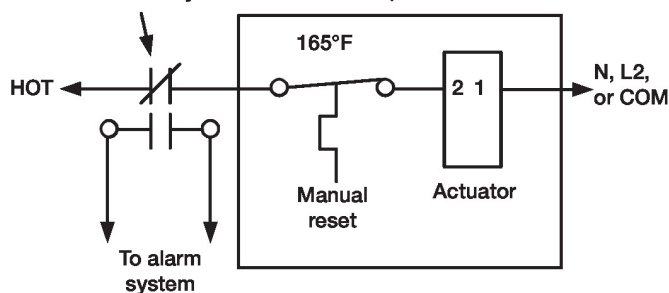 165°F
HOT
2 1
N, L2,
or COM
Manual
reset
Actuator
To alarm
system